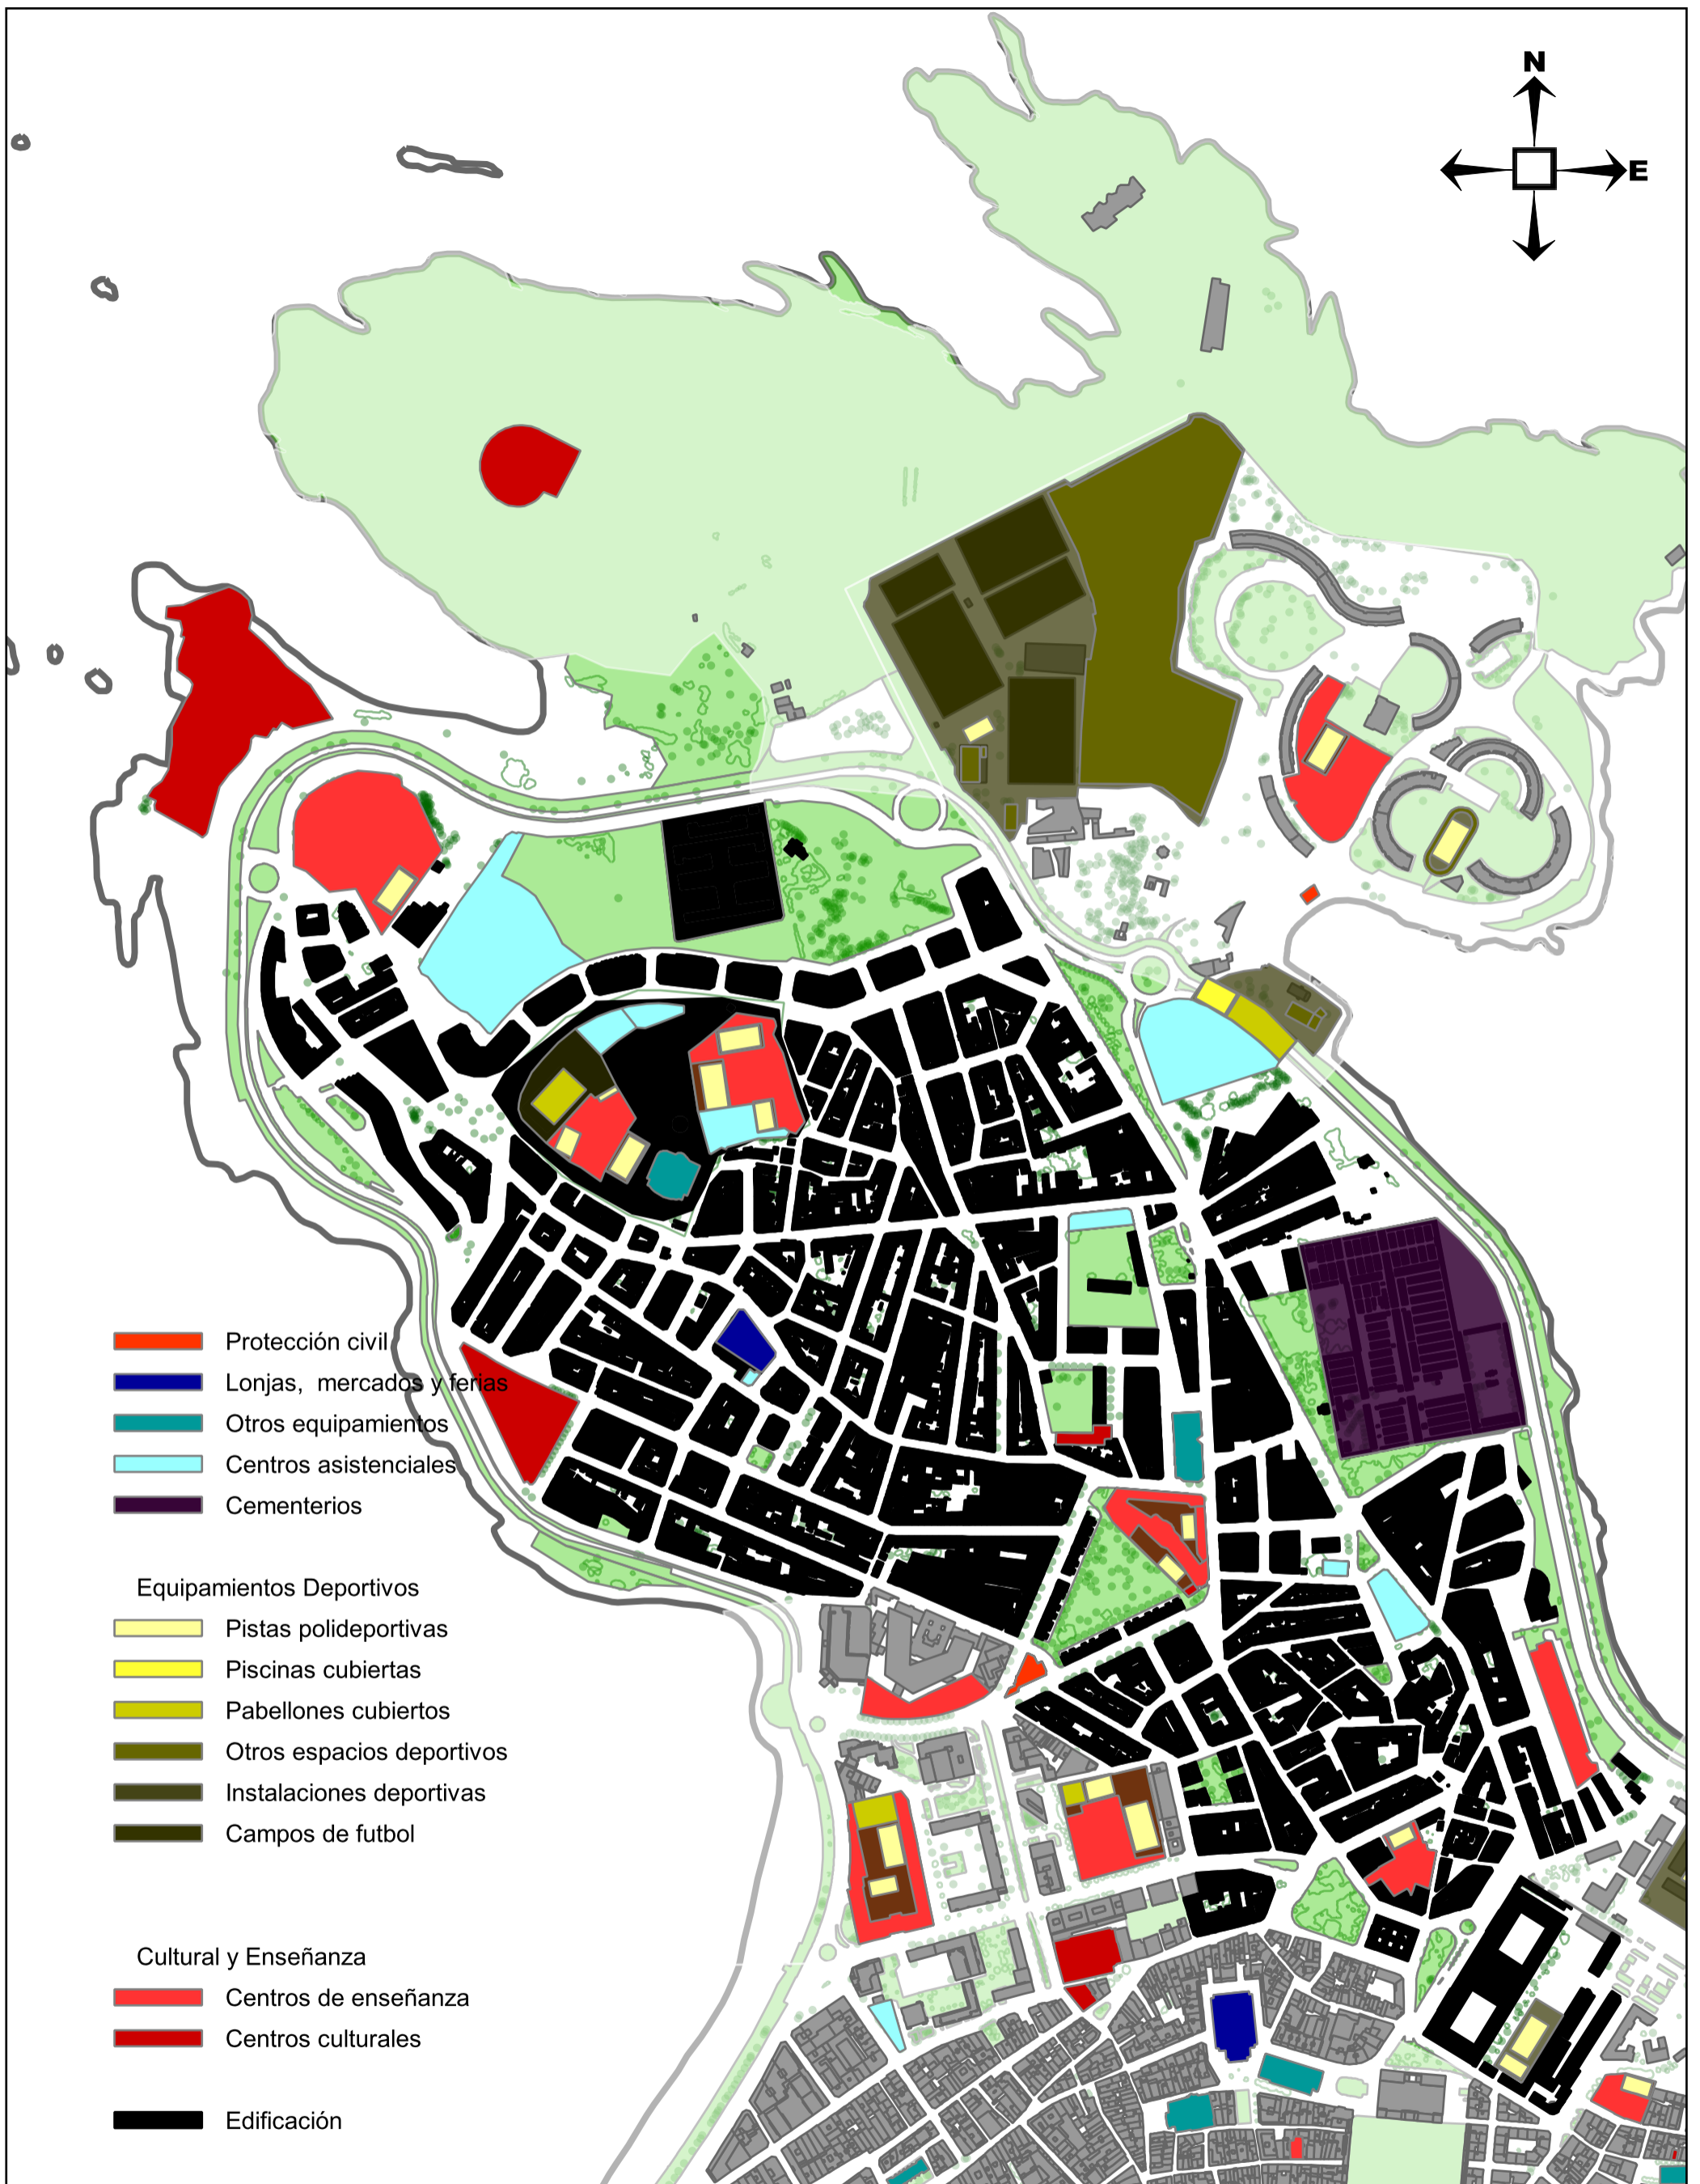 N
E
Protección civil
Lonjas, mercados y ferias
Otros equipamientos
Centros asistenciales
Cementerios
Equipamientos Deportivos
Pistas polideportivas
Piscinas cubiertas
Pabellones cubiertos
Otros espacios deportivos
Instalaciones deportivas
Campos de futbol
Cultural y Enseñanza
Centros de enseñanza
Centros culturales
Edificación